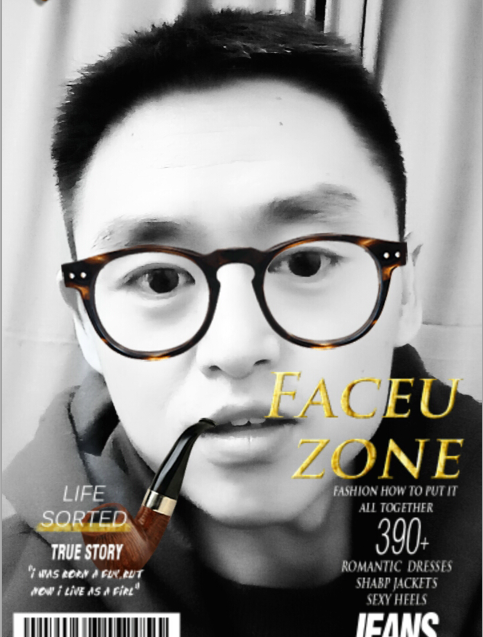 FACEU
ZONE
FASHION HOW TO PUT IT
ALL TOGETHER
390+
ROMANTIC DRESSES
SHABP JACKETS
SEXY HEELS
JEANS
LIFE
SORTED.
TRUE STORY
"I WAS BORN A BUY, BUT
NOW I LIVE AS A GIRL"